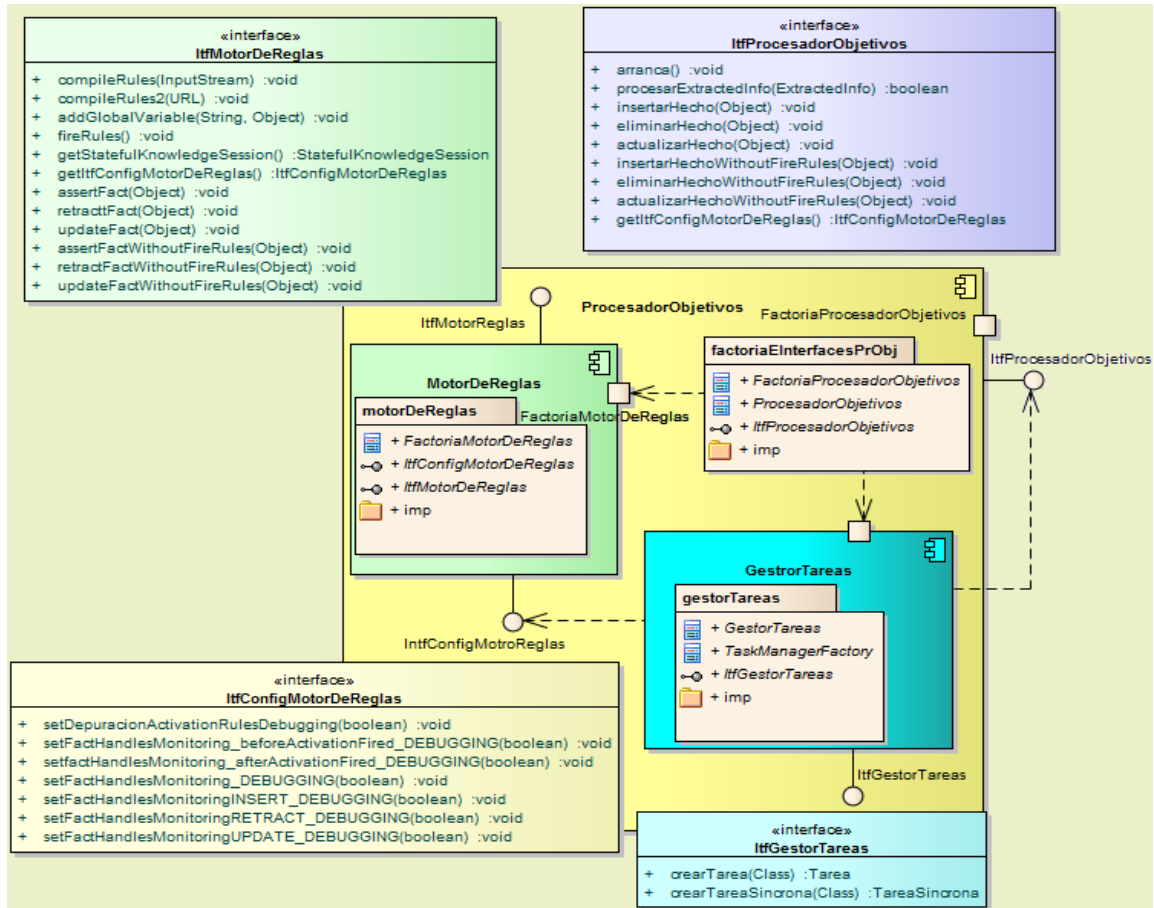 «interface»
ItfMotorDeReglas
+ compileRules(InputStream) :void
+ compileRules2(URL) :void
+ addGlobalVariable(String, Object) :void
+ fireRules() :void
+ getStatefulKnowledgeSession() :StatefulKnowledgeSession
+ getItfConfigMotorDeReglas() :ItfConfigMotorDeReglas
+ assertFact(Object) :void
+ retracttFact(Object) :void
+ updateFact(Object) :void
+ assertFactWithoutFireRules(Object) :void
+ retractFactWithoutFireRules(Object) :void
+ updateFactWithoutFireRules(Object) :void
«interface»
ItfProcesadorObjetivos
+ arranca() :void
+ procesarExtractedInfo(ExtractedInfo) :boolean
+ insertarHecho(Object) :void
+ eliminarHecho(Object) :void
+ actualizarHecho(Object) :void
+ insertarHechoWithoutFireRules(Object) :void
+ eliminarHechoWithoutFireRules(Object) :void
+ actualizarHechoWithoutFireRules(Object) :void
+ getItfConfigMotorDeReglas() :ItfConfigMotorDeReglas
ProcesadorObjetivos
FactoriaProcesadorObjetivos
ItfMotorReglas
ItfProcesadorObjetivos
MotorDeReglas
FactoriaMotorDeReglas
motorDeReglas
+ FactoriaMotorDeReglas
+ ItfConfigMotorDeReglas
+ ItfMotorDeReglas
+ imp
factoriaEInterfacesPrObj
+ FactoriaProcesadorObjetivos
+ ProcesadorObjetivos
+ ItfProcesadorObjetivos
+ imp
GestrorTareas
gestorTareas
+ GestorTareas
+ TaskManagerFactory
+ ItfGestorTareas
+ imp
IntfConfigMotroReglas
ItfGestorTareas
«interface»
ItfConfigMotorDeReglas
+ setDepuracionActivationRulesDebugging(boolean) :void
+ setFactHandlesMonitoring_beforeActivationFired_DEBUGGING(boolean) :void
+ setfactHandlesMonitoring_afterActivationFired_DEBUGGING(boolean) :void
+ setFactHandlesMonitoring_DEBUGGING(boolean) :void
+ setFactHandlesMonitoringINSERT_DEBUGGING(boolean) :void
+ setFactHandlesMonitoringRETRACT_DEBUGGING(boolean) :void
+ setFactHandlesMonitoringUPDATE_DEBUGGING(boolean) :void
«interface»
ItfGestorTareas
+ crearTarea(Class) :Tarea
+ crearTareaSincrona(Class) :TareaSincrona